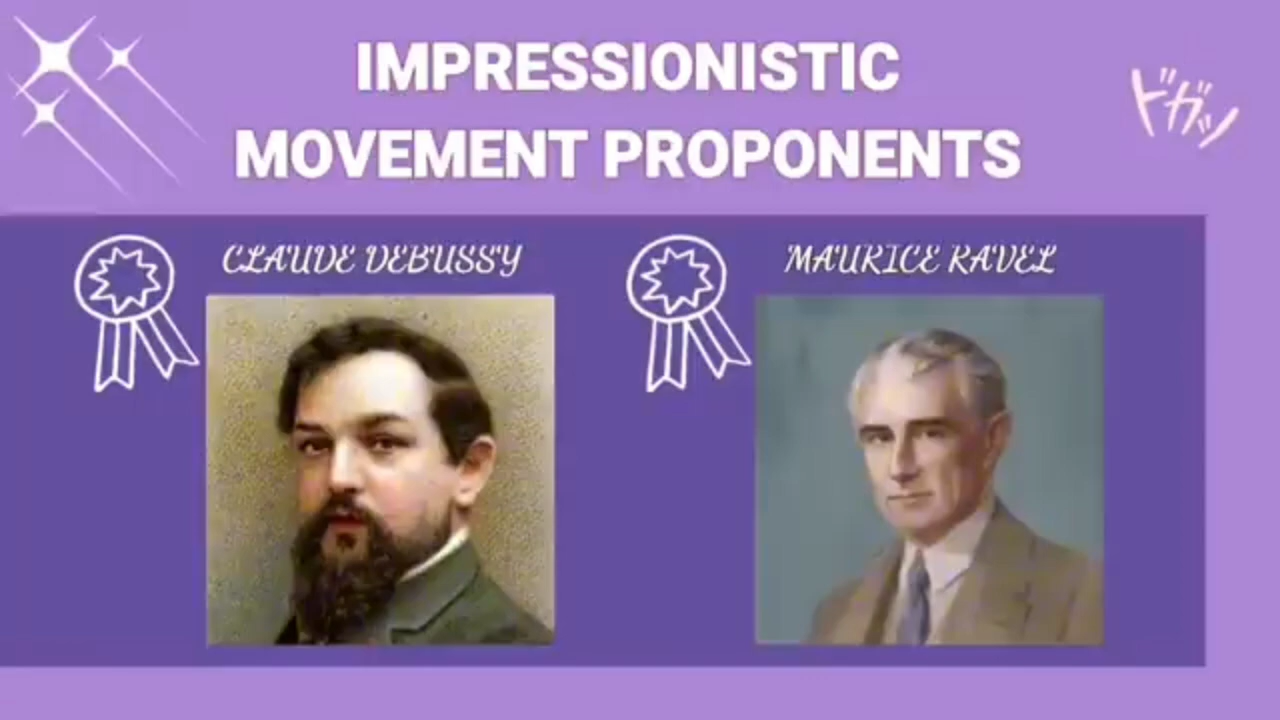 IMPRESSIONISTIC
MOVEMENT PROPONENTS
ドガッ
CLAUDE DEBUSSY
MAURICE RAVEL